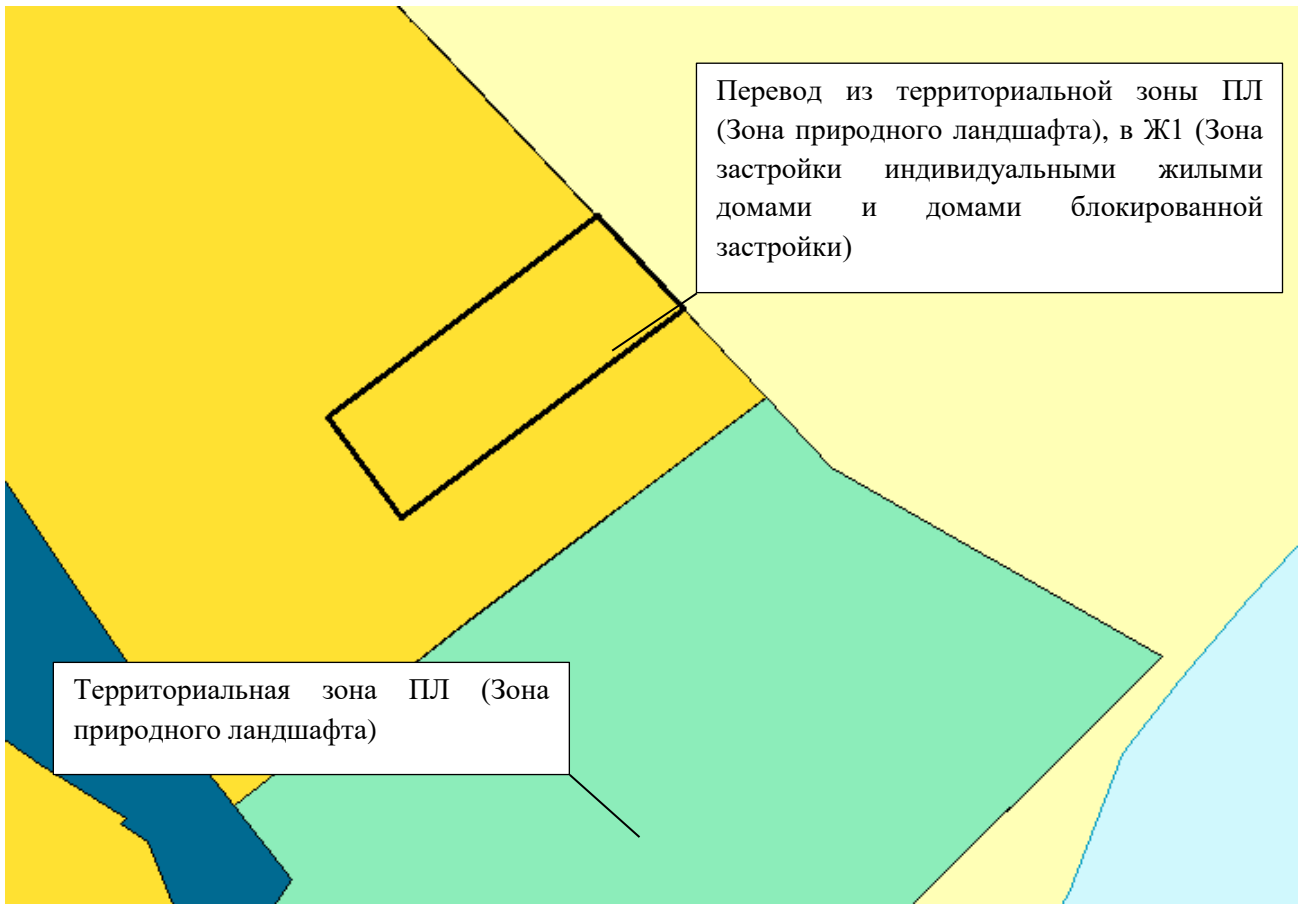 Перевод из территориальной зоны ПЛ
(Зона природного ландшафта), в Ж1 (Зона
застройки индивидуальными жилыми
домами и домами блокированной
застройки)
Территориальная зона ПЛ (Зона
природного ландшафта)